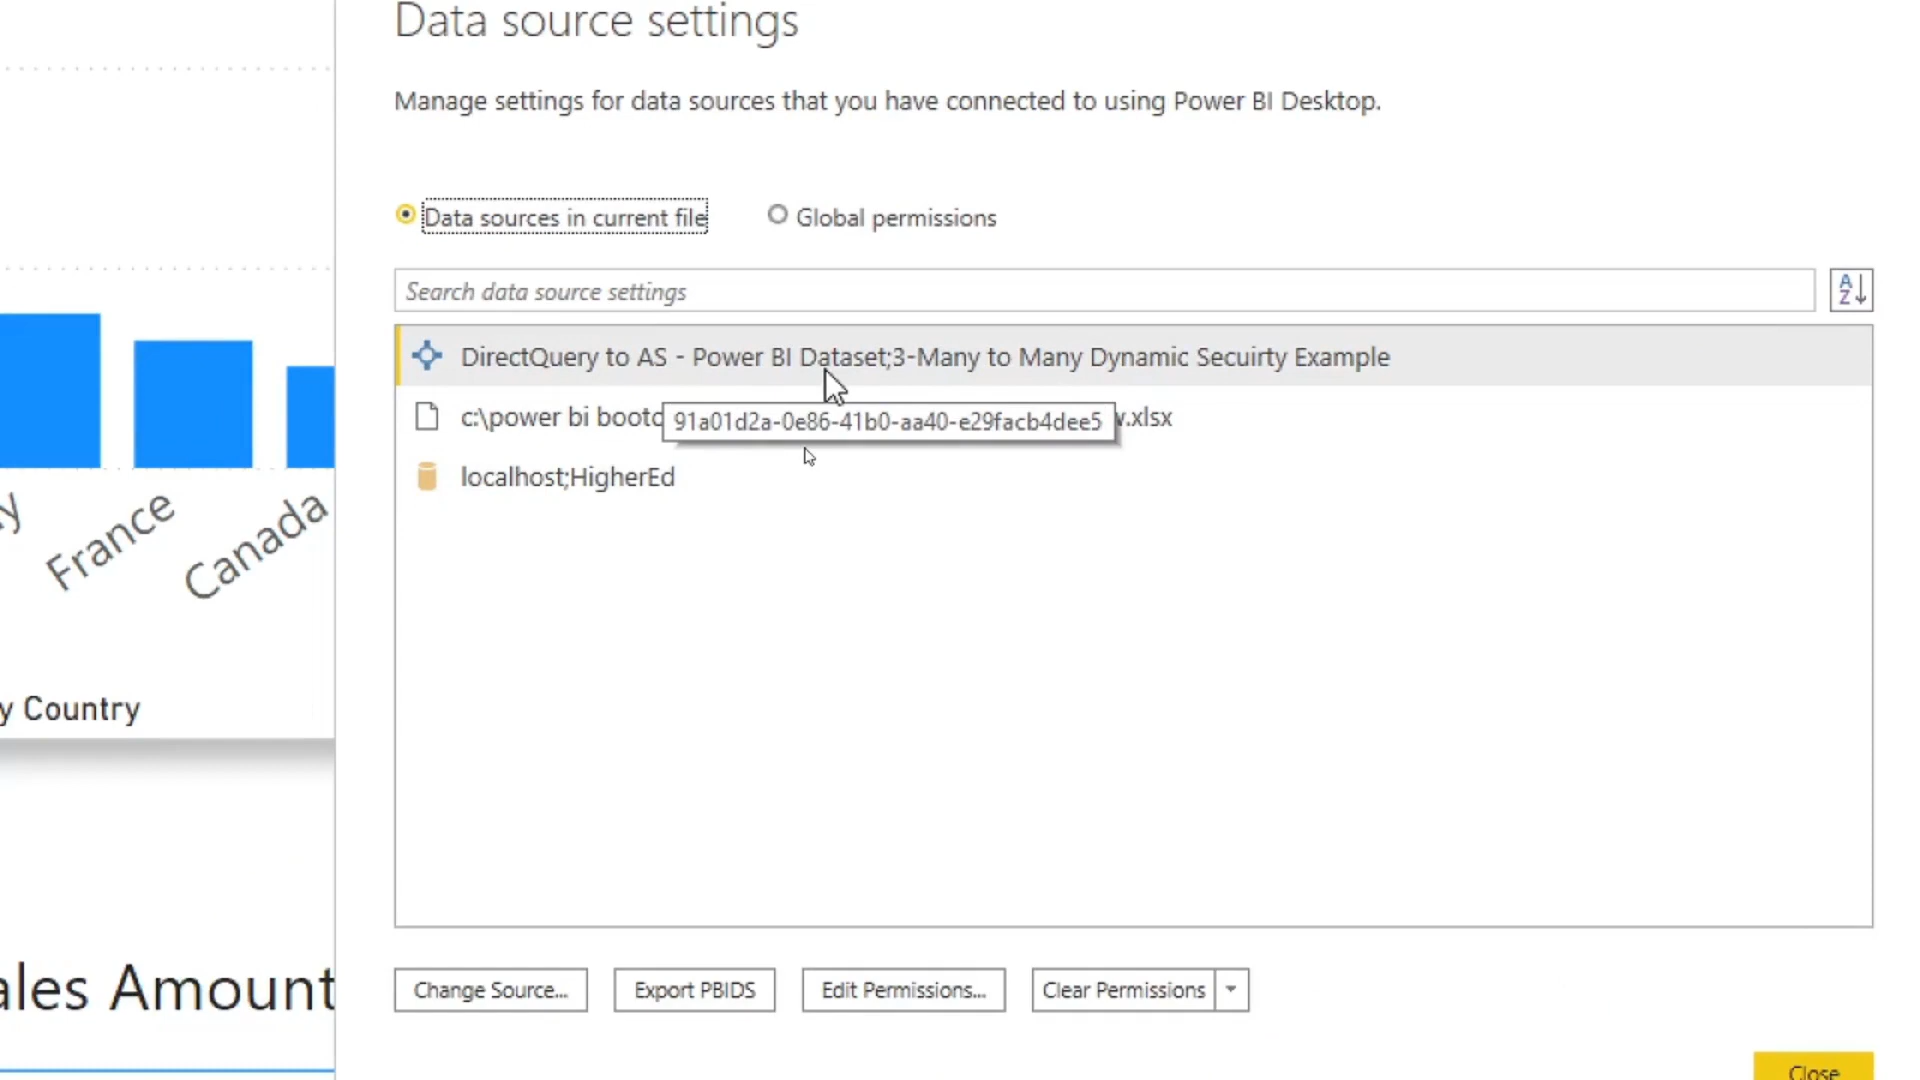 Data source settings
Manage settings for data sources that you have connected to using Power BI Desktop.
Data sources in current file
Global permissions
Search data source settings
A
Z
DirectQuery to AS - Power BI Dataset;3-Many to Many Dynamic Secuirty Example
c:\power bi .xlsx
91a01d2a-0e86-41b0-aa40-e29facb4dee5
localhost;HigherEd
France
Canada
Country
Amount
Change Source...
Export PBIDS
Edit Permissions...
Clear Permissions
Close